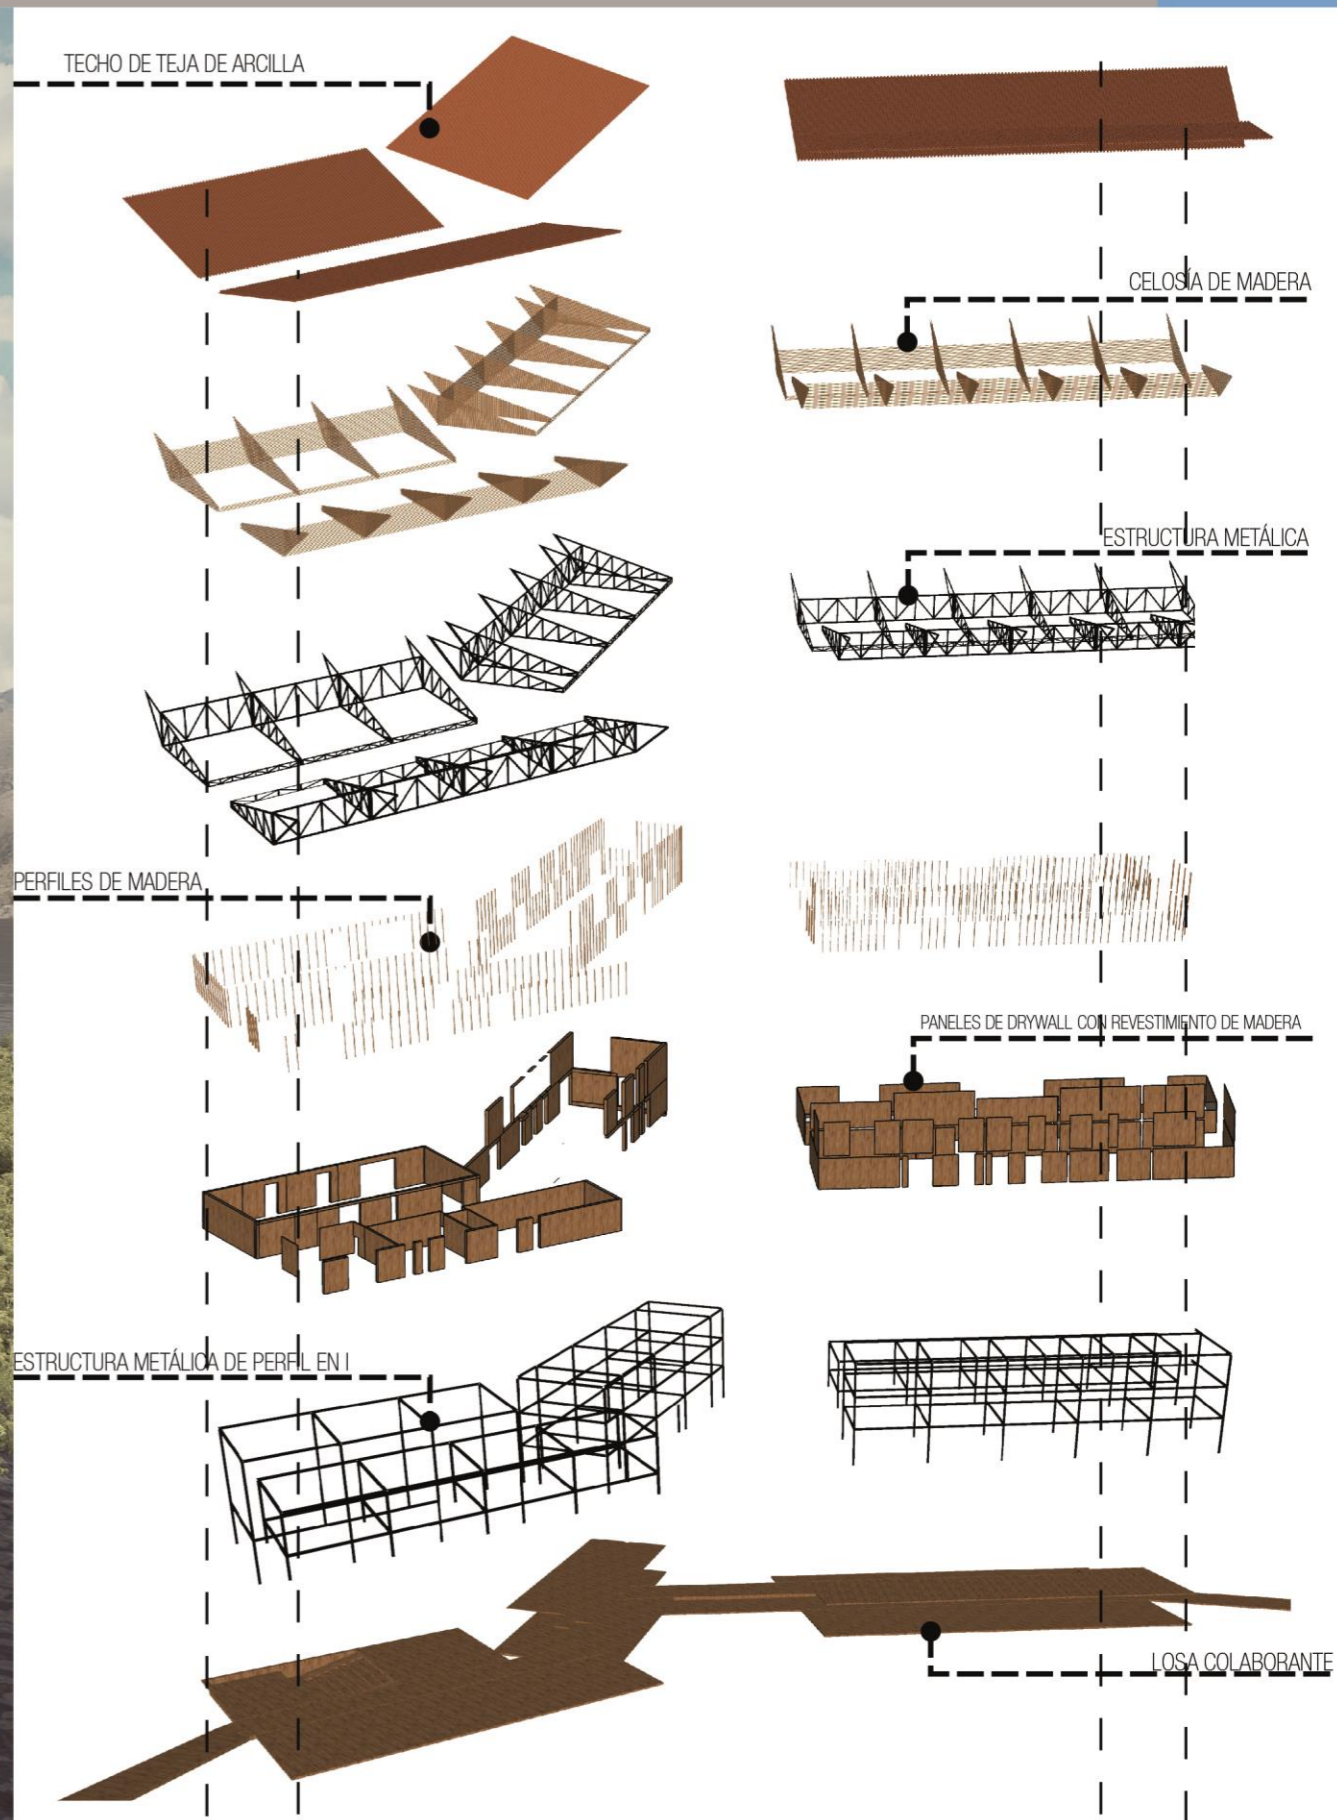 TECHO DE TEJA DE ARCILLA
CELOSÍA DE MADERA
ESTRUCTURA METÁLICA
PERFILES DE MADERA
PANELES DE DRYWALL CON REVESTIMIENTO DE MADERA
ESTRUCTURA METÁLICA DE PERFIL EN I
LOSA COLABORANTE